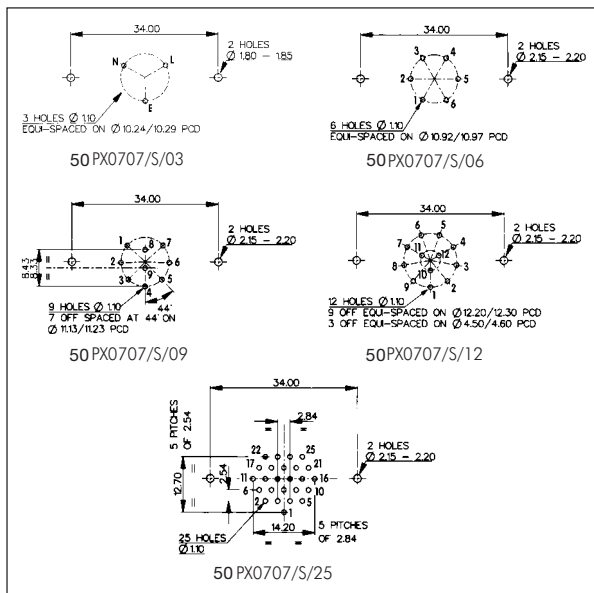 34.00
2 HOLES
Ø 1.80 - 1.85
N
L
E
3 HOLES Ø 1.10
EQUI-SPACED ON Ø 10.24/10.29 PCD
50 PX0707/S/03
34.00
2 HOLES
Ø 2.15 - 2.20
3
4
2
5
1
6
6 HOLES Ø 1.10
EQUI-SPACED ON Ø 10.92/10.97 PCD
50 PX0707/S/06
34.00
2 HOLES
Ø 2.15 - 2.20
1
8
7
2
6
9
3
5
4
8.43
8.33
=
=
44'
9 HOLES Ø 1.10
7 OFF SPACED AT 44' ON
Ø 11.13/11.23 PCD
50 PX0707/S/09
34.00
2 HOLES
Ø 2.15 - 2.20
6
5
7
11
12
4
8
3
10
9
2
1
12 HOLES Ø 1.10
9 OFF EQUI-SPACED ON Ø 12.20/12.30 PCD
3 OFF EQUI-SPACED ON Ø 4.50/4.60 PCD
50PX0707/S/12
34.00
5 PITCHES
OF 2.54
2.84
=
=
2 HOLES
Ø 2.15 - 2.20
22
25
17
21
12.70
=
=
2.54
11
16
6
10
2
5
1
14.20
=
=
5 PITCHES
OF 2.84
25 HOLES
Ø 1.10
50 PX0707/S/25